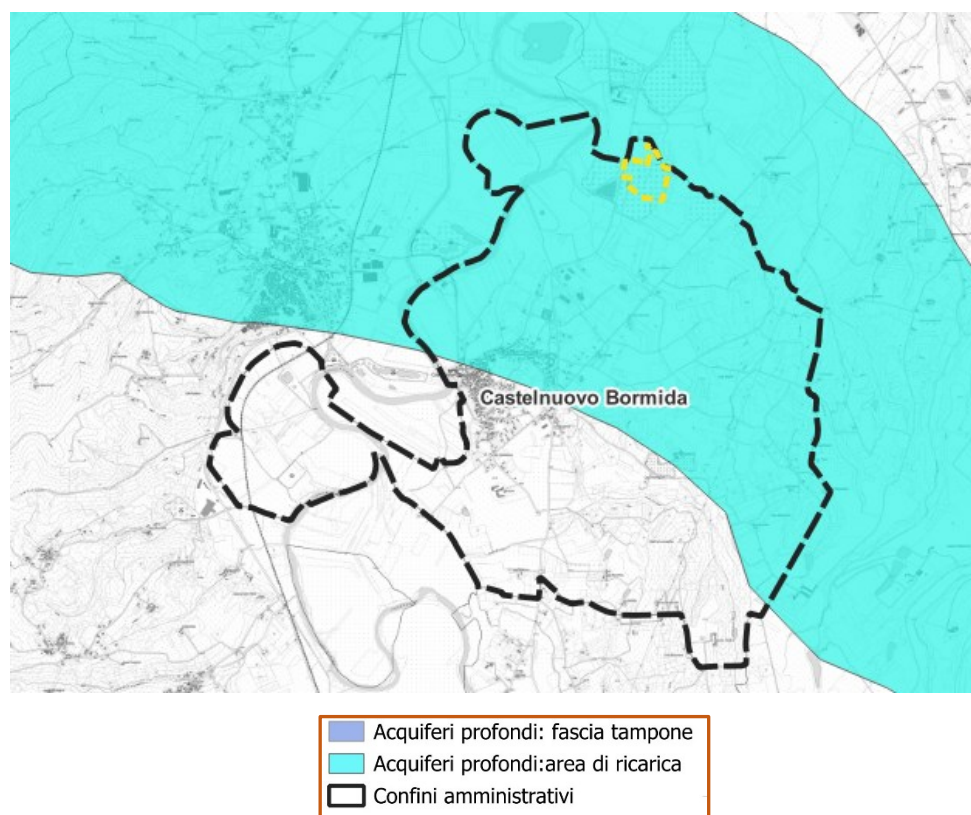 Castelnuovo Bormida
Acquiferi profondi: fascia tampone
Acquiferi profondi:area di ricarica
Confini amministrativi